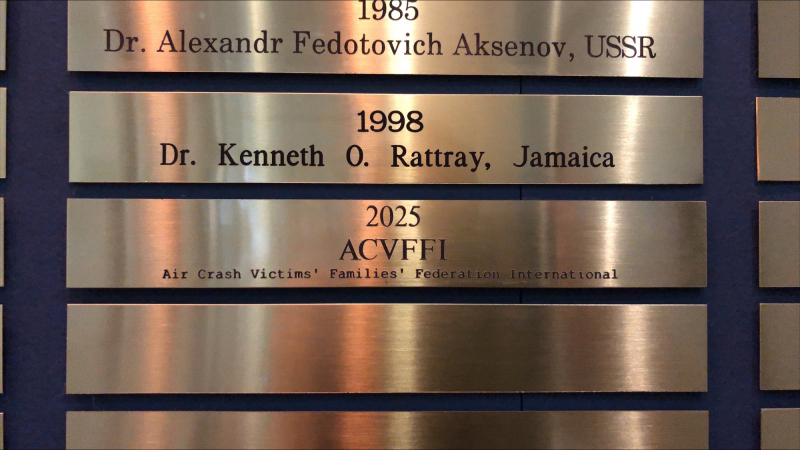 1985
Dr. Alexandr Fedotovich Aksenov, USSR
1998
Dr. Kenneth O. Rattray, Jamaica
2025
ACVFFI
Air Crash Victims' Families' Federation International